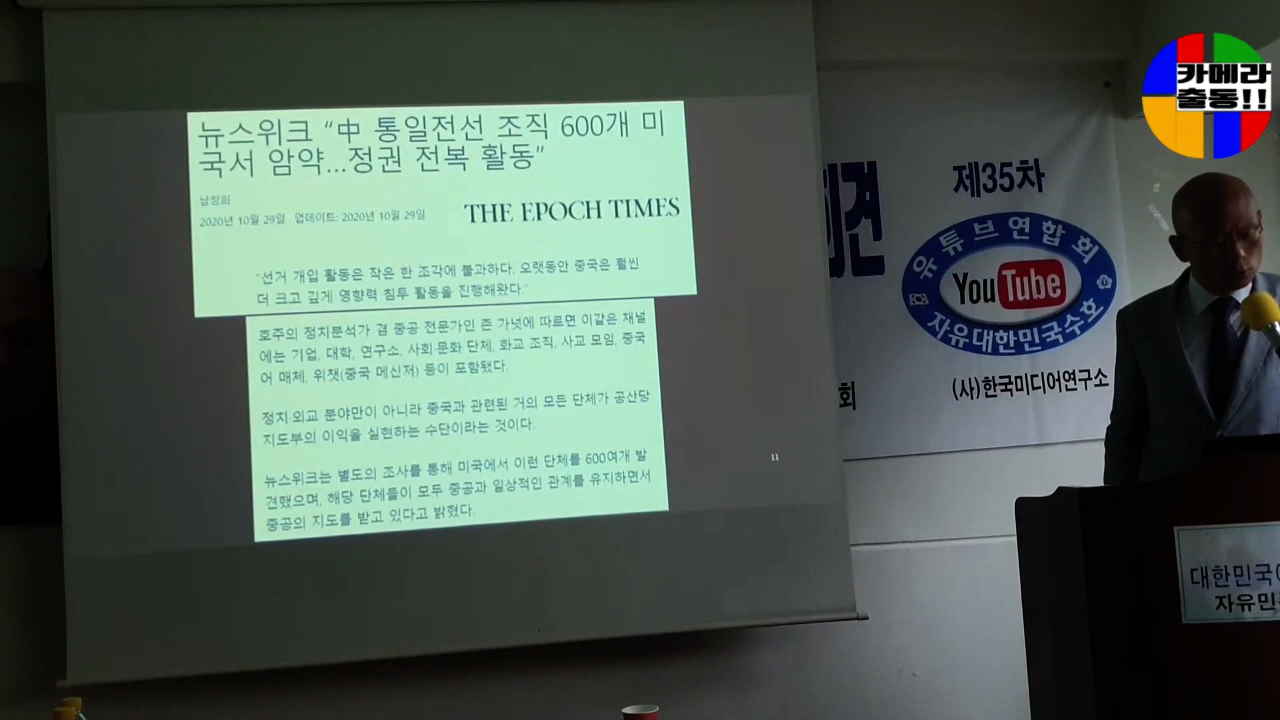 카메라
출동!!
뉴스위크 “中 통일전선 조직 600개 미
국서 암약...정권 전복 활동”
남창희
2020년 10월 29일 업데이트: 2020년 10월 29일
THE EPOCH TIMES
“선거 개입 활동은 작은 한 조각에 불과하다. 오랫동안 중국은 훨씬
더 크고 깊게 영향력 침투 활동을 진행해왔다.”
호주의 정치분석가 겸 중공 전문가인 존 가넛에 따르면 이같은 채널
에는 기업, 대학, 연구소, 사회·문화 단체, 화교 조직, 사교 모임, 중국
어 매체, 위챗(중국 메신저) 등이 포함됐다.
정치·외교 분야만이 아니라 중국과 관련된 거의 모든 단체가 공산당
지도부의 이익을 실현하는 수단이라는 것이다.
뉴스위크는 별도의 조사를 통해 미국에서 이런 단체를 600여개 발
견했으며, 해당 단체들이 모두 중공과 일상적인 관계를 유지하면서
중공의 지도를 받고 있다고 밝혔다.
11
견
제35차
유튜브연합회
YouTube
자유대한민국수호
회
(사)한국미디어연구소
대한민국
자유민